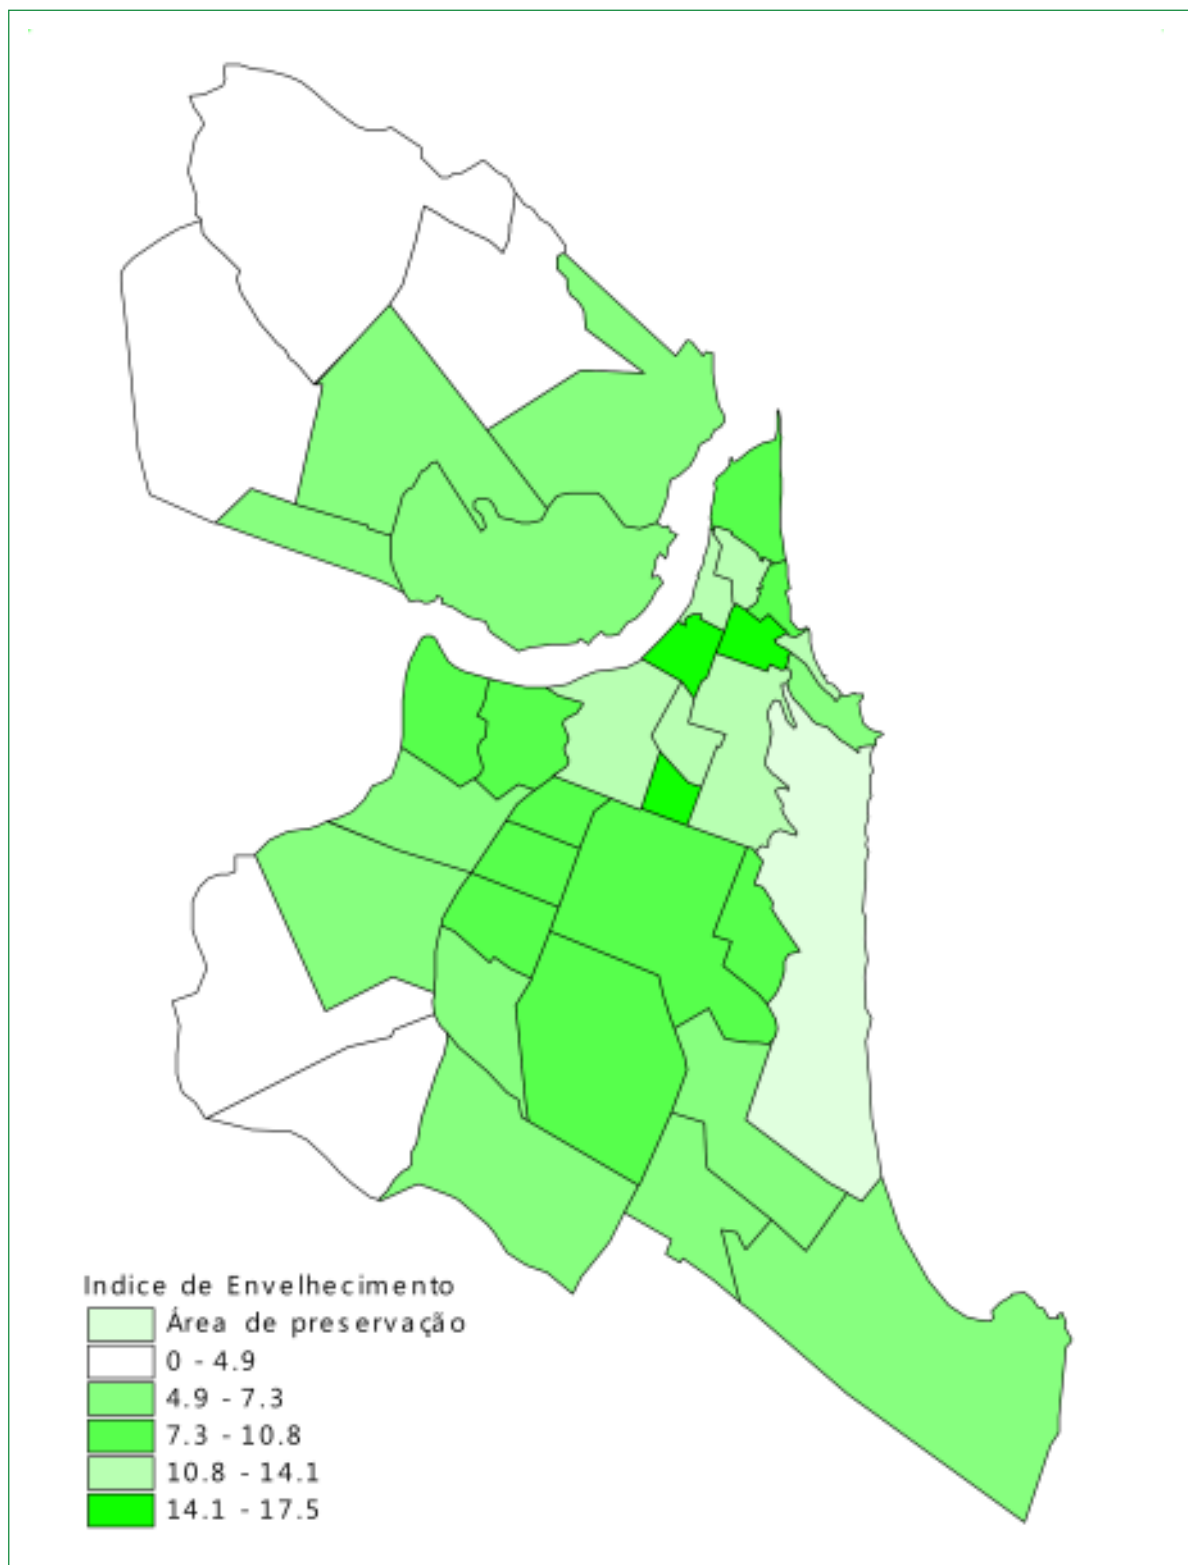 Indice de Envelhecimento
Área de preservação
0 - 4.9
4.9 - 7.3
7.3 - 10.8
10.8 - 14.1
14.1 - 17.5